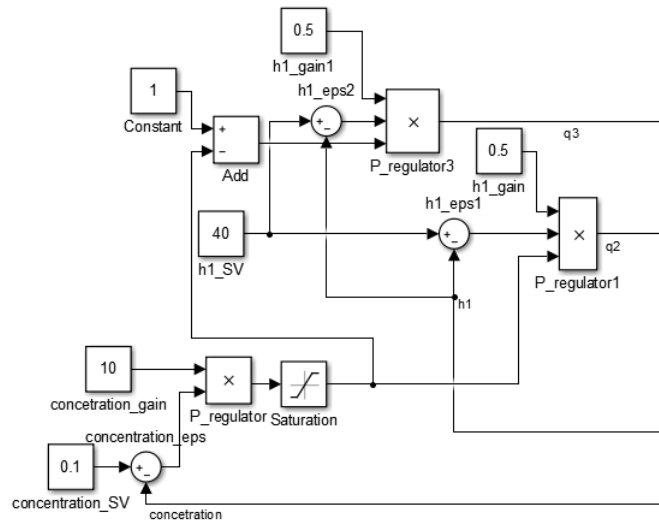 0.5
h1_gain1
h1_eps2
1
Constant
+
−
Add
+
−
×
P_regulator3
q3
0.5
h1_gain
h1_eps1
40
h1_SV
+
−
×
P_regulator1
q2
h1
10
concetration_gain
×
P_regulator
Saturation
concentration_eps
0.1
concentration_SV
+
−
concetration